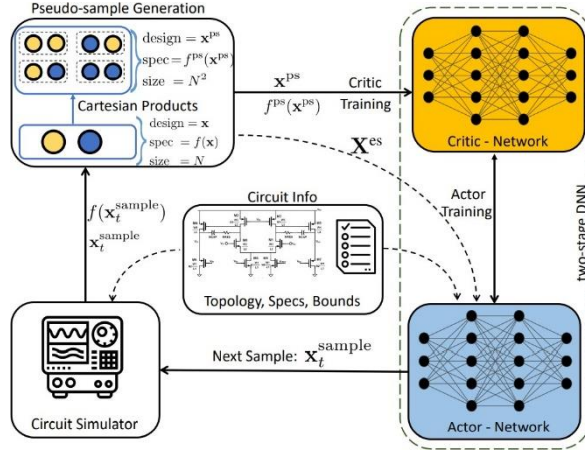 Pseudo-sample Generation
design = x^ps
spec = f^ps(x^ps)
size = N^2
Cartesian Products
design = x
spec = f(x)
size = N
x^ps
f^ps(x^ps)
Critic
Training
X^es
Critic - Network
Actor
Training
two-stage DNN
f(x_t^sample)
x_t^sample
Circuit Info
Topology, Specs, Bounds
Next Sample: x_t^sample
Circuit Simulator
Actor - Network